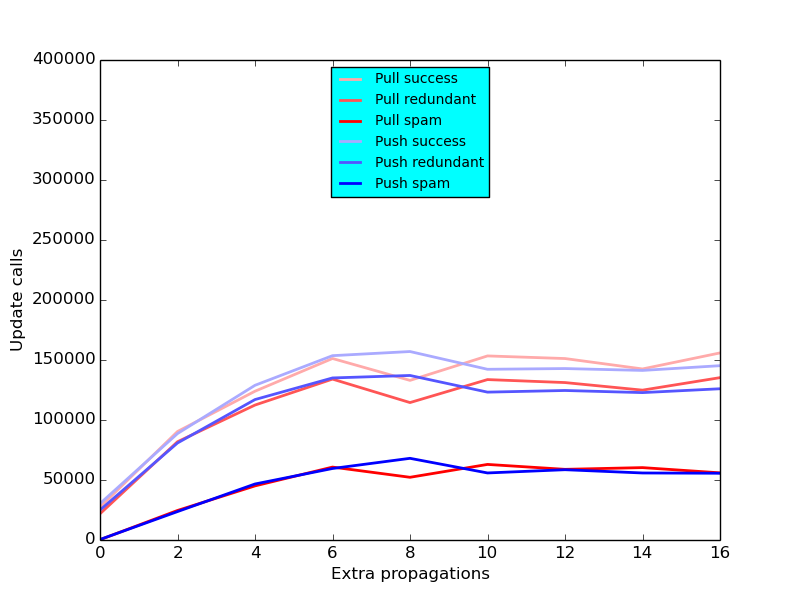 400000
350000
300000
250000
200000
150000
100000
50000
0
Update calls
Pull success
Pull redundant
Pull spam
Push success
Push redundant
Push spam
0 2 4 6 8 10 12 14 16
Extra propagations